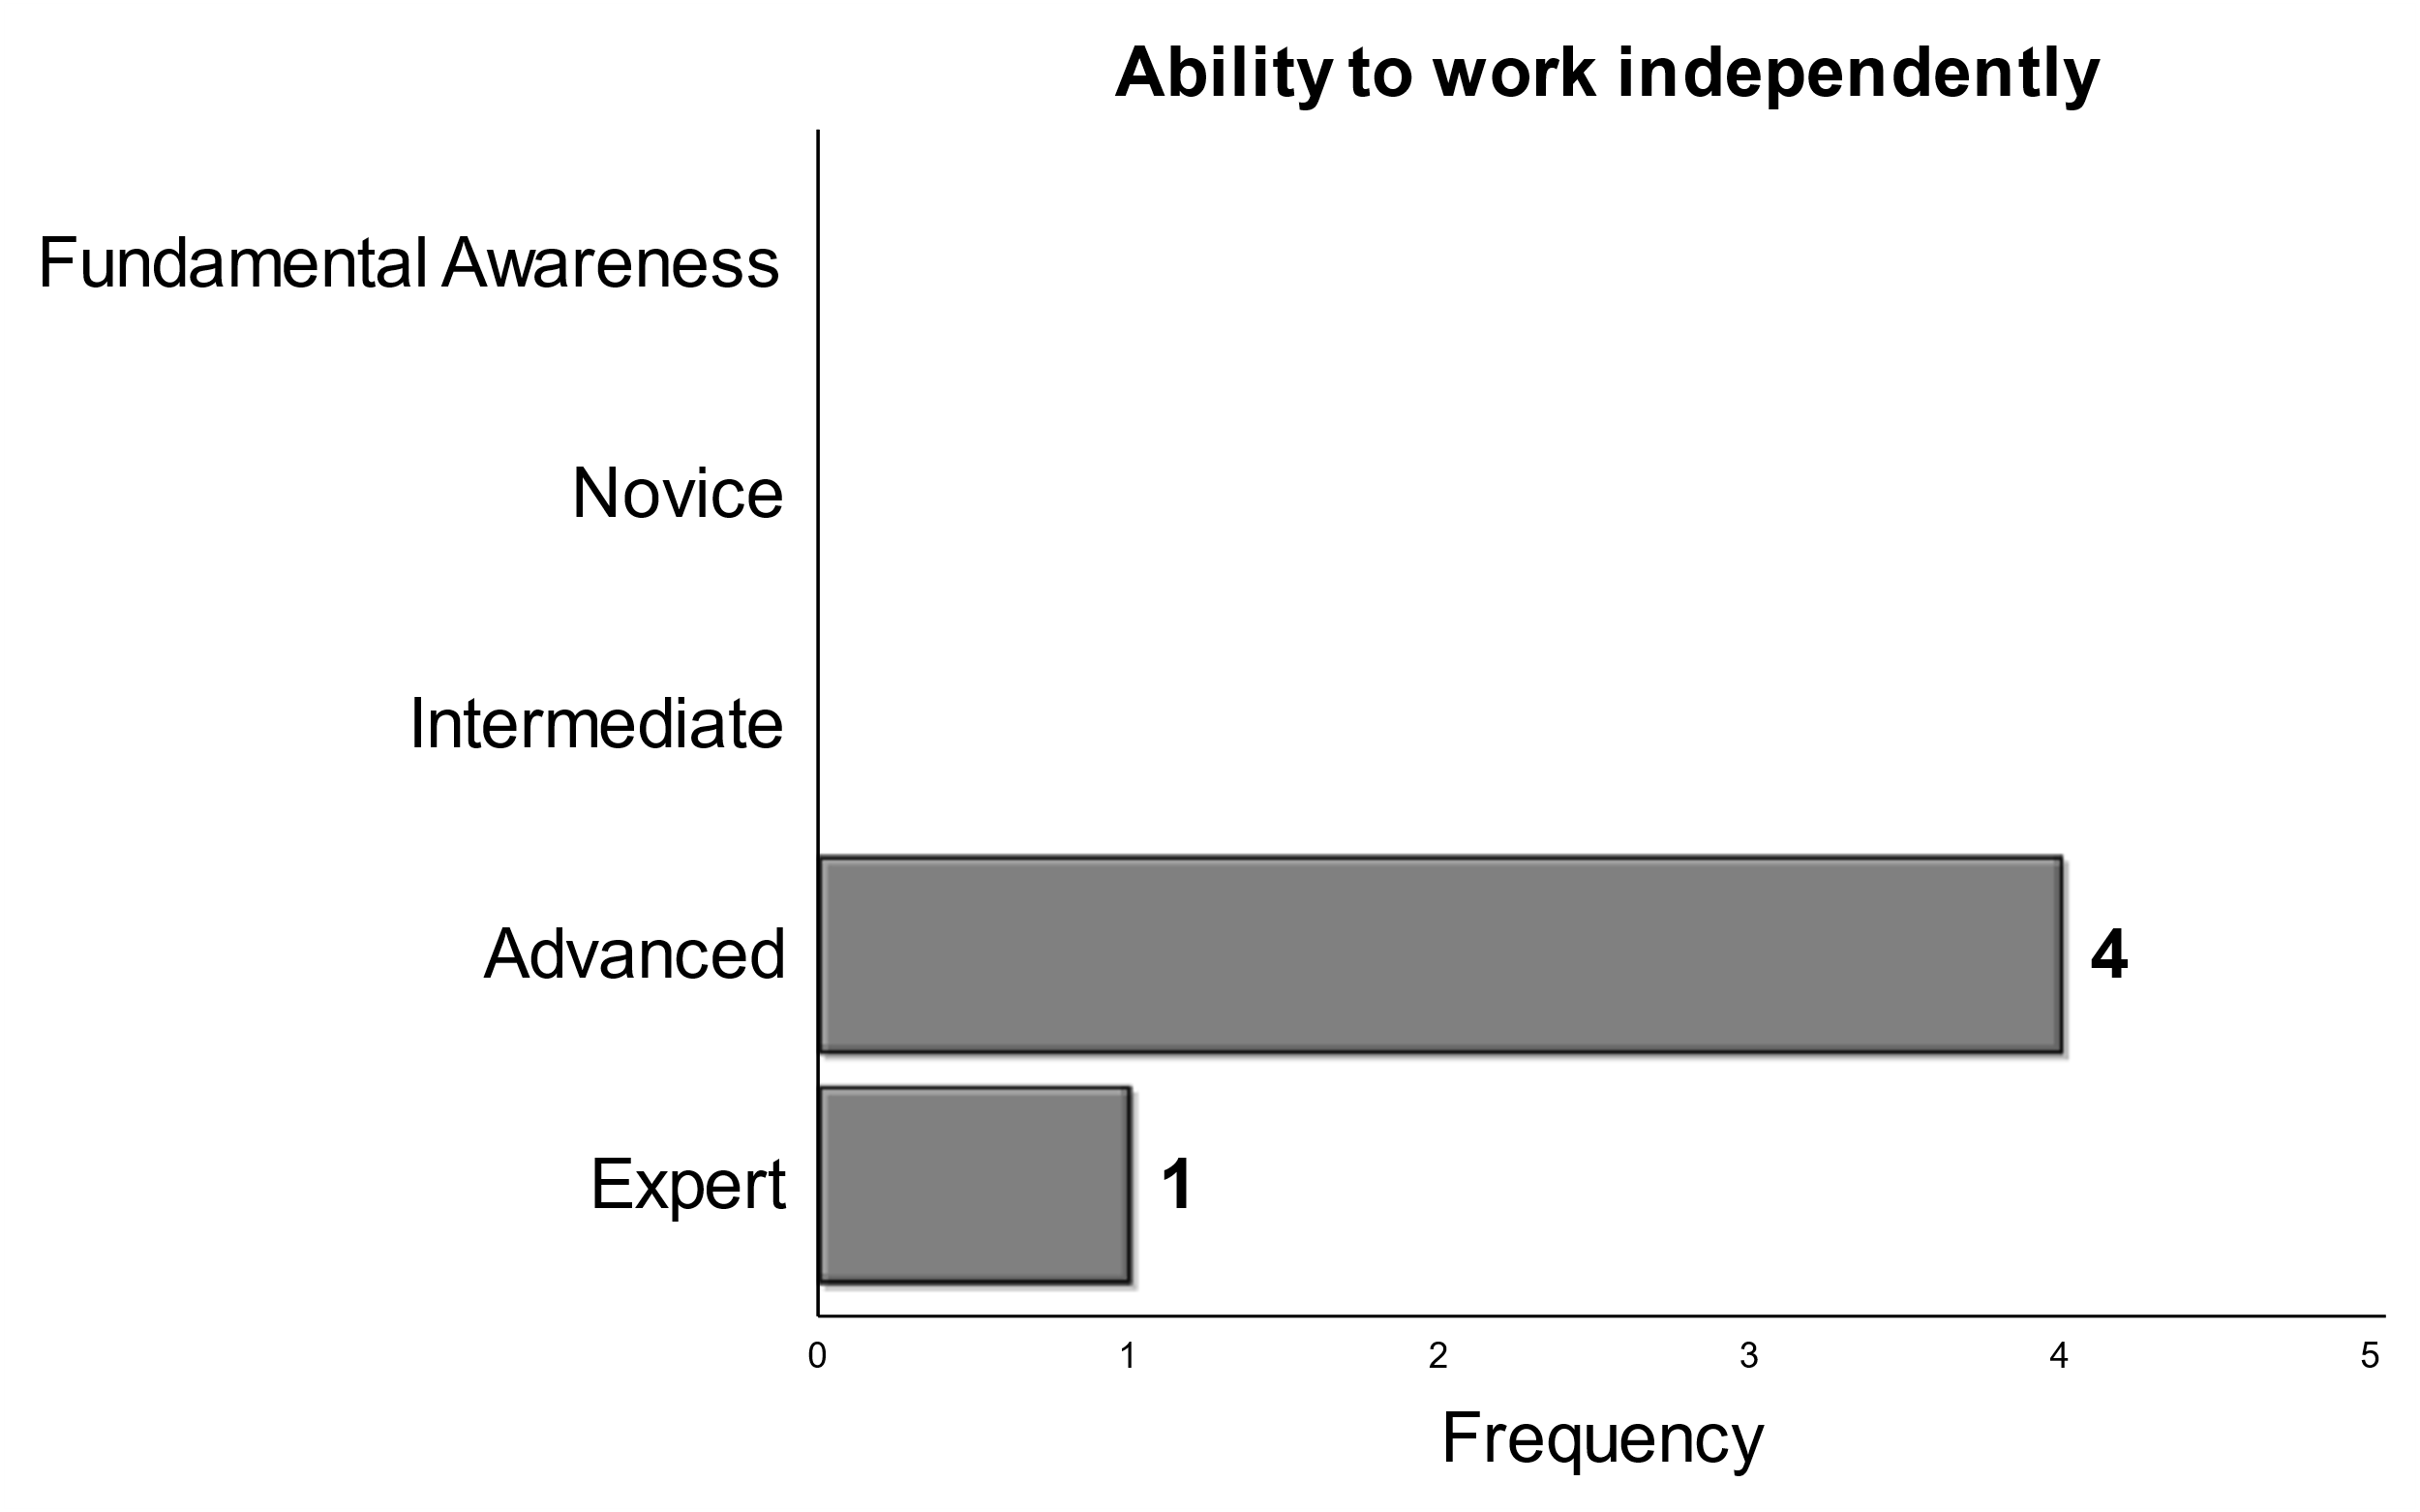 Ability to work independently
Fundamental Awareness
Novice
Intermediate
Advanced 4
Expert 1
0 1 2 3 4 5
Frequency